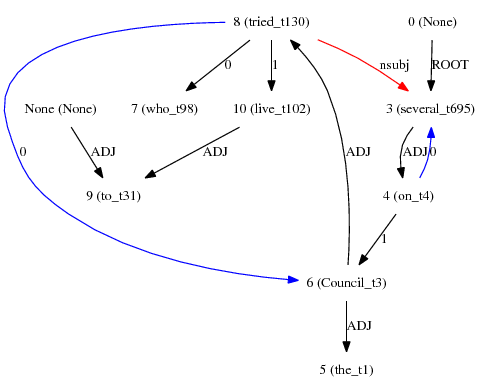 8 (tried_t130) 0 (None)
0 1 nsubj ROOT
None (None) 7 (who_t98) 10 (live_t102) 3 (several_t695)
0 ADJ ADJ ADJ ADJ 0
9 (to_t31) 4 (on_t4)
1
6 (Council_t3)
ADJ
5 (the_t1)